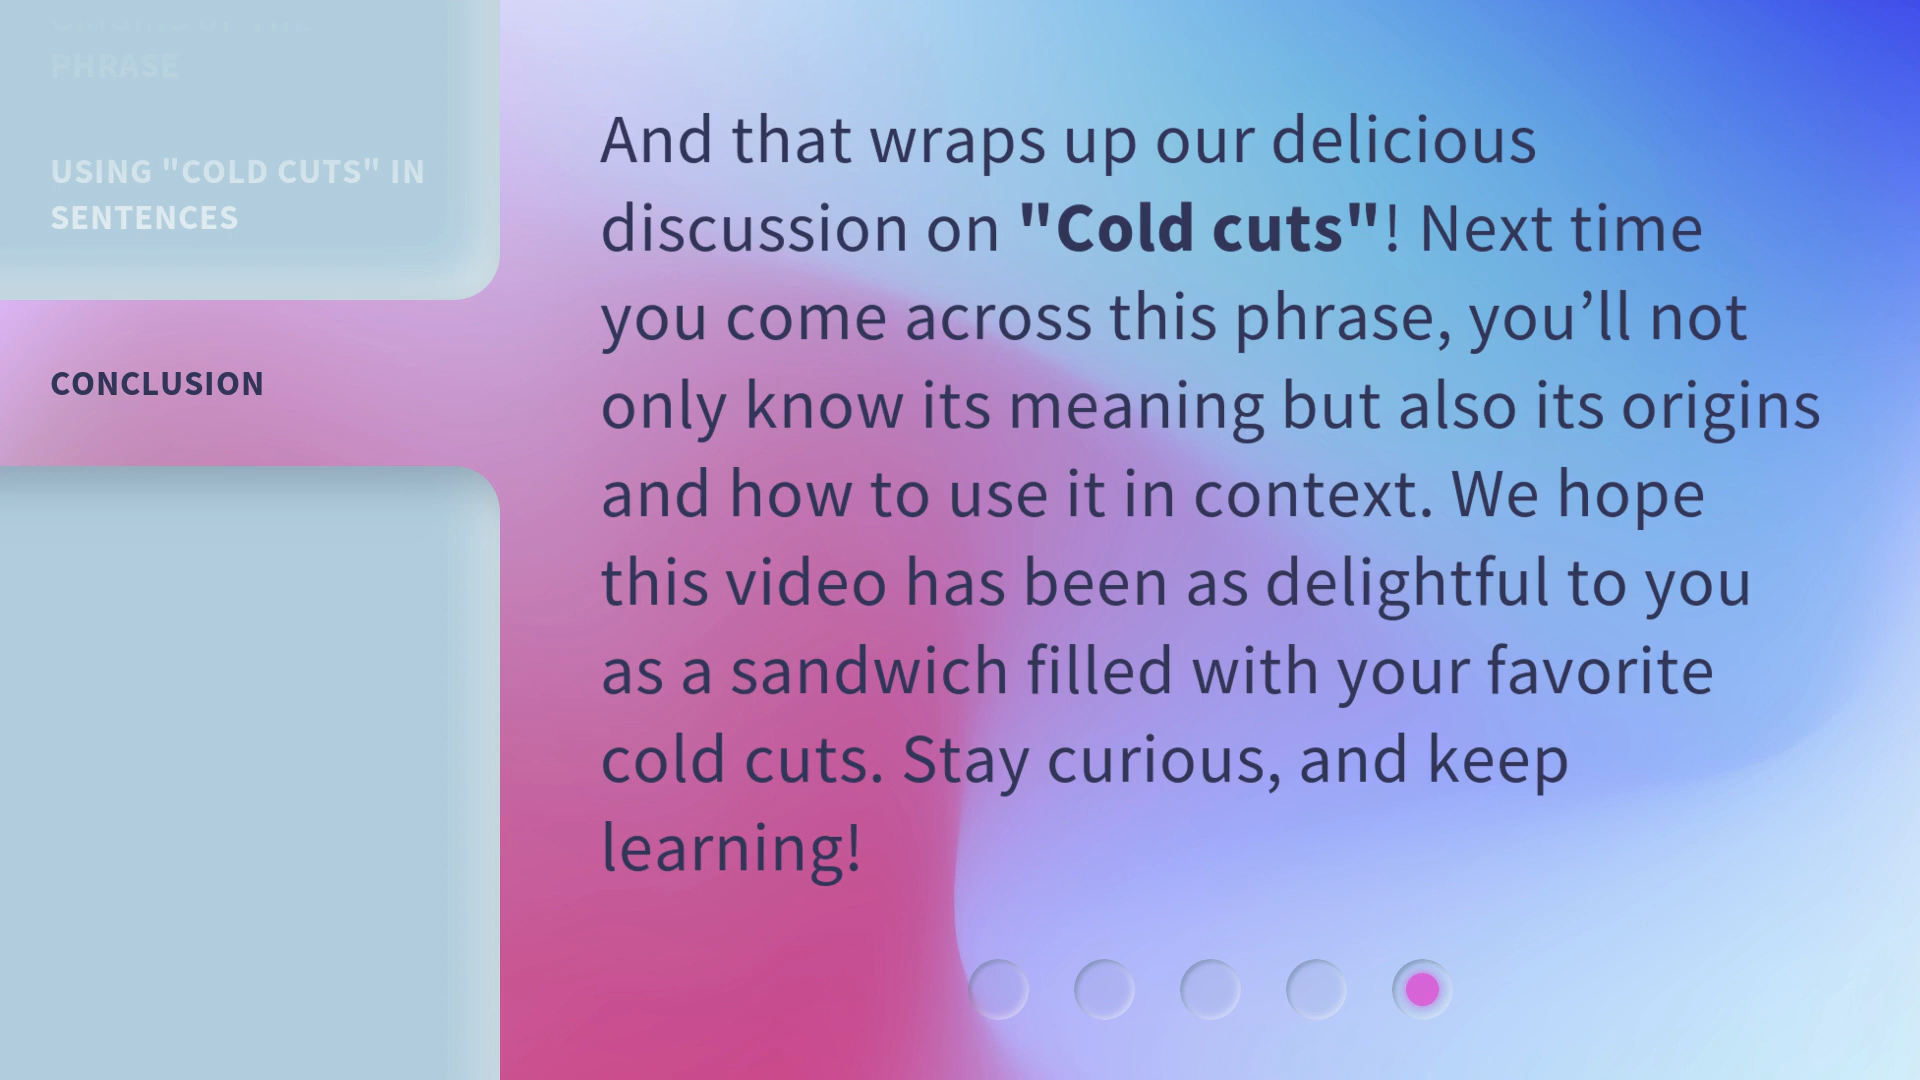 PHRASE
USING "COLD CUTS" IN
SENTENCES
CONCLUSION
And that wraps up our delicious
discussion on "Cold cuts"! Next time
you come across this phrase, you’ll not
only know its meaning but also its origins
and how to use it in context. We hope
this video has been as delightful to you
as a sandwich filled with your favorite
cold cuts. Stay curious, and keep
learning!